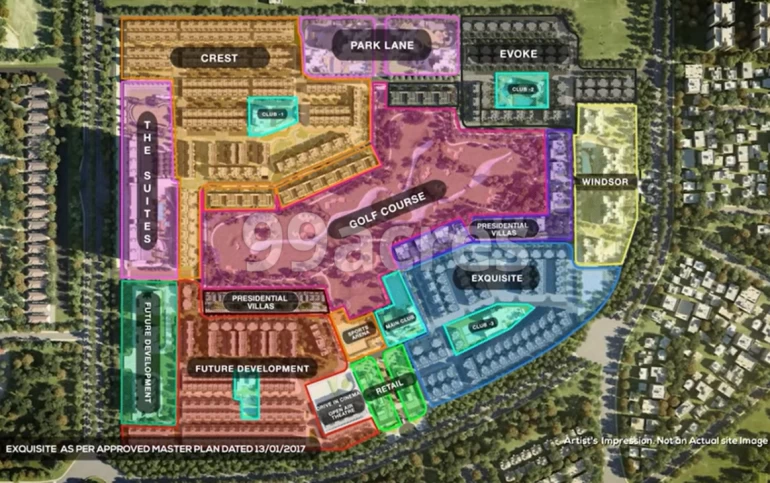 CREST
PARK LANE
EVOKE
CLUB -2
CLUB -1
THE SUITES
WINDSOR
GOLF COURSE
99acres
PRESIDENTIAL
VILLAS
EXQUISITE
PRESIDENTIAL
VILLAS
FUTURE DEVELOPMENT
SPORTS
ARENA
MAIN CLUB
CLUB -3
FUTURE DEVELOPMENT
RETAIL
DRIVE IN CINEMA
OPEN AIR
THEATRE
EXQUISITE AS PER APPROVED MASTER PLAN DATED 13/01/2017
Artist's Impression. Not an Actual site Image